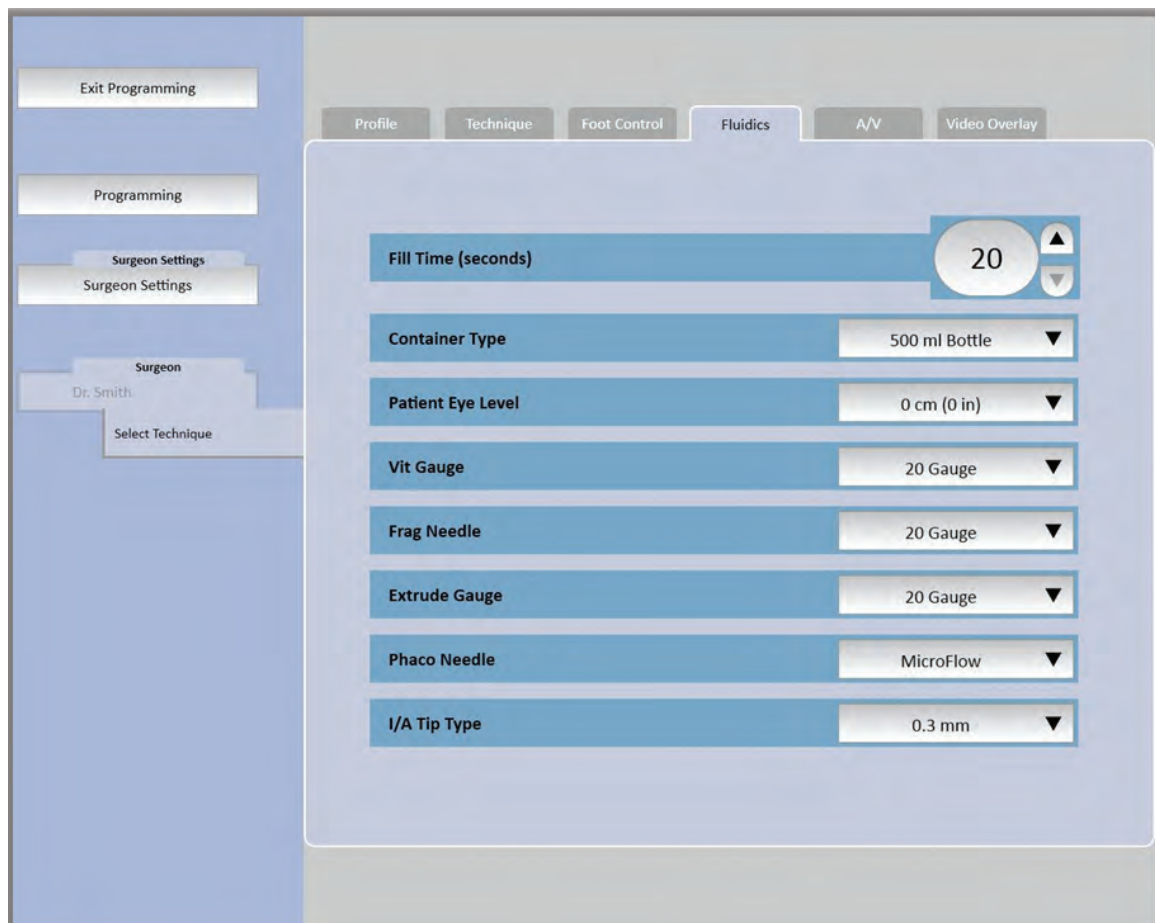 Exit Programming
Programming
Surgeon Settings
Surgeon Settings
Surgeon
Dr. Smith
Select Technique
Profile Technique Foot Control Fluidics A/V Video Overlay
Fill Time (seconds) 20
Container Type 500 ml Bottle
Patient Eye Level 0 cm (0 in)
Vit Gauge 20 Gauge
Frag Needle 20 Gauge
Extrude Gauge 20 Gauge
Phaco Needle MicroFlow
I/A Tip Type 0.3 mm